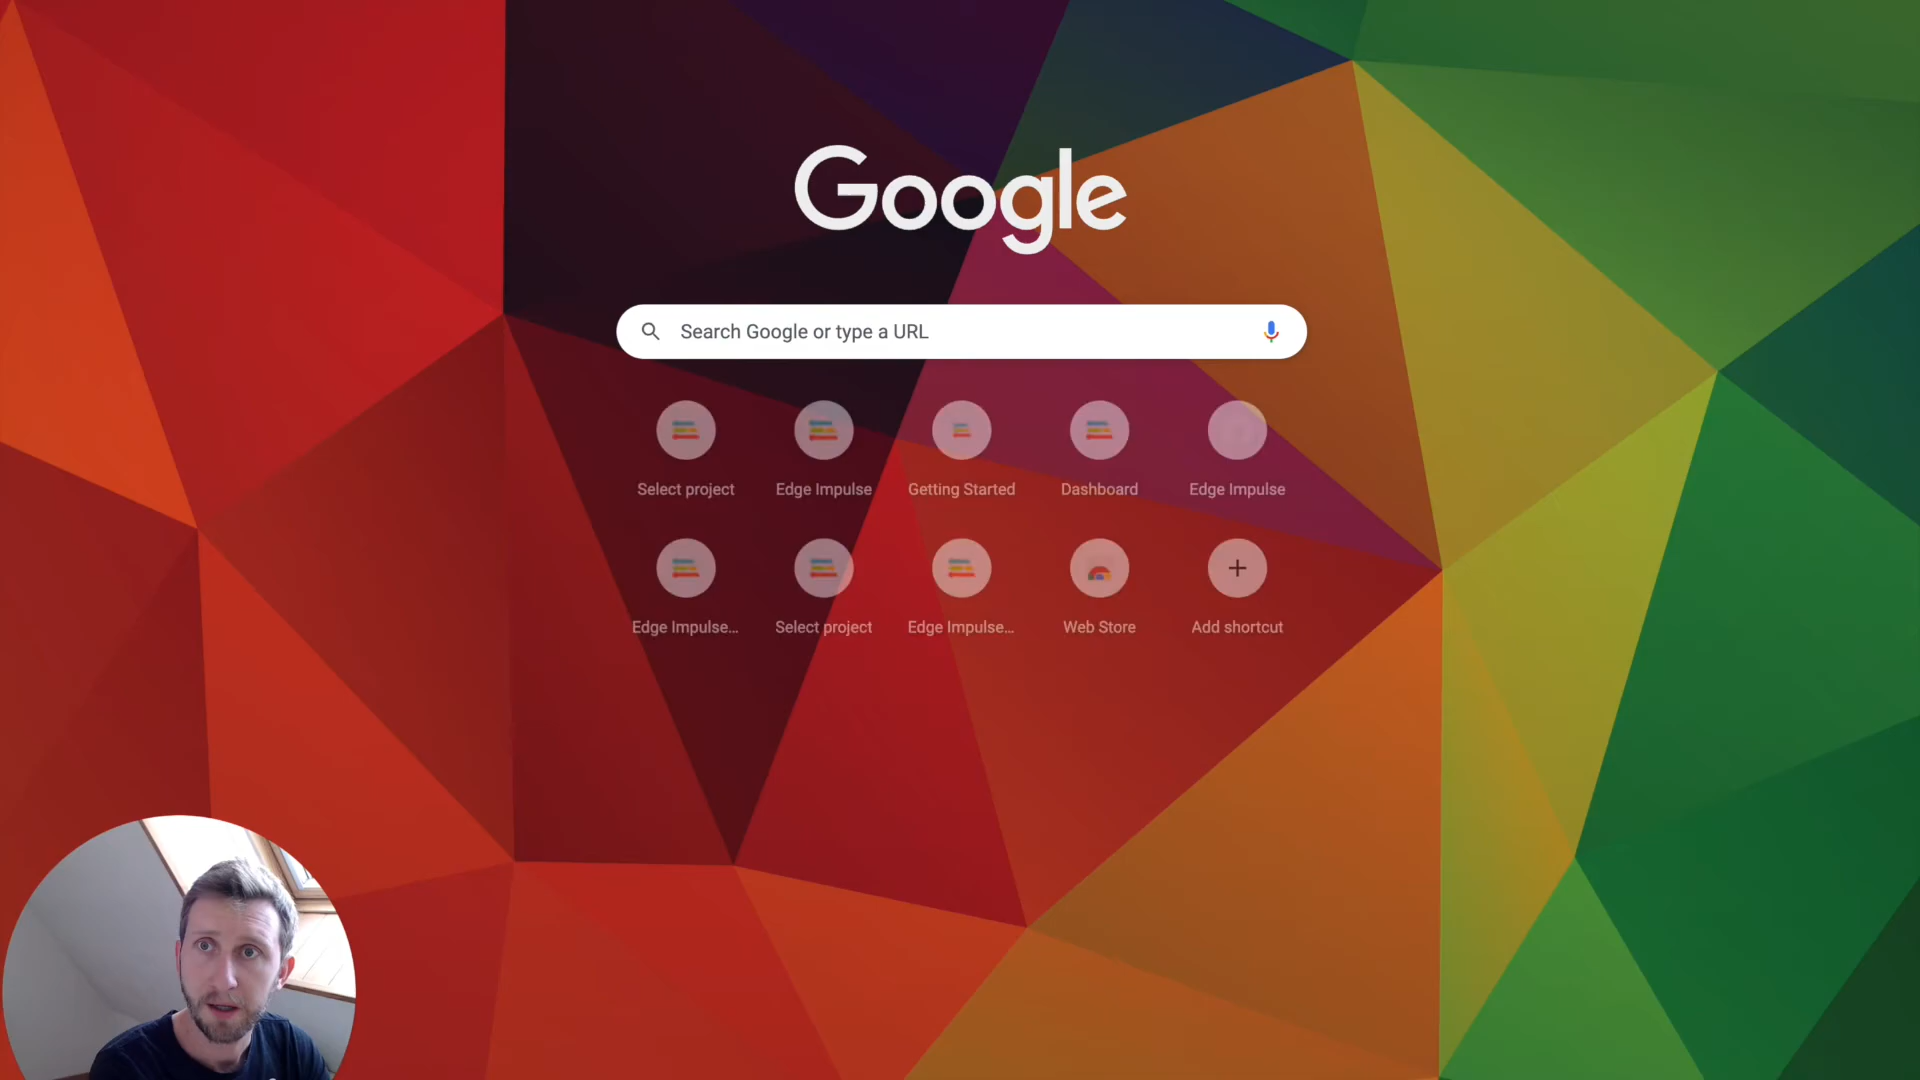 Google
Search Google or type a URL
Select project
Edge Impulse
Getting Started
Dashboard
Edge Impulse
Edge Impulse...
Select project
Edge Impulse...
Web Store
Add shortcut